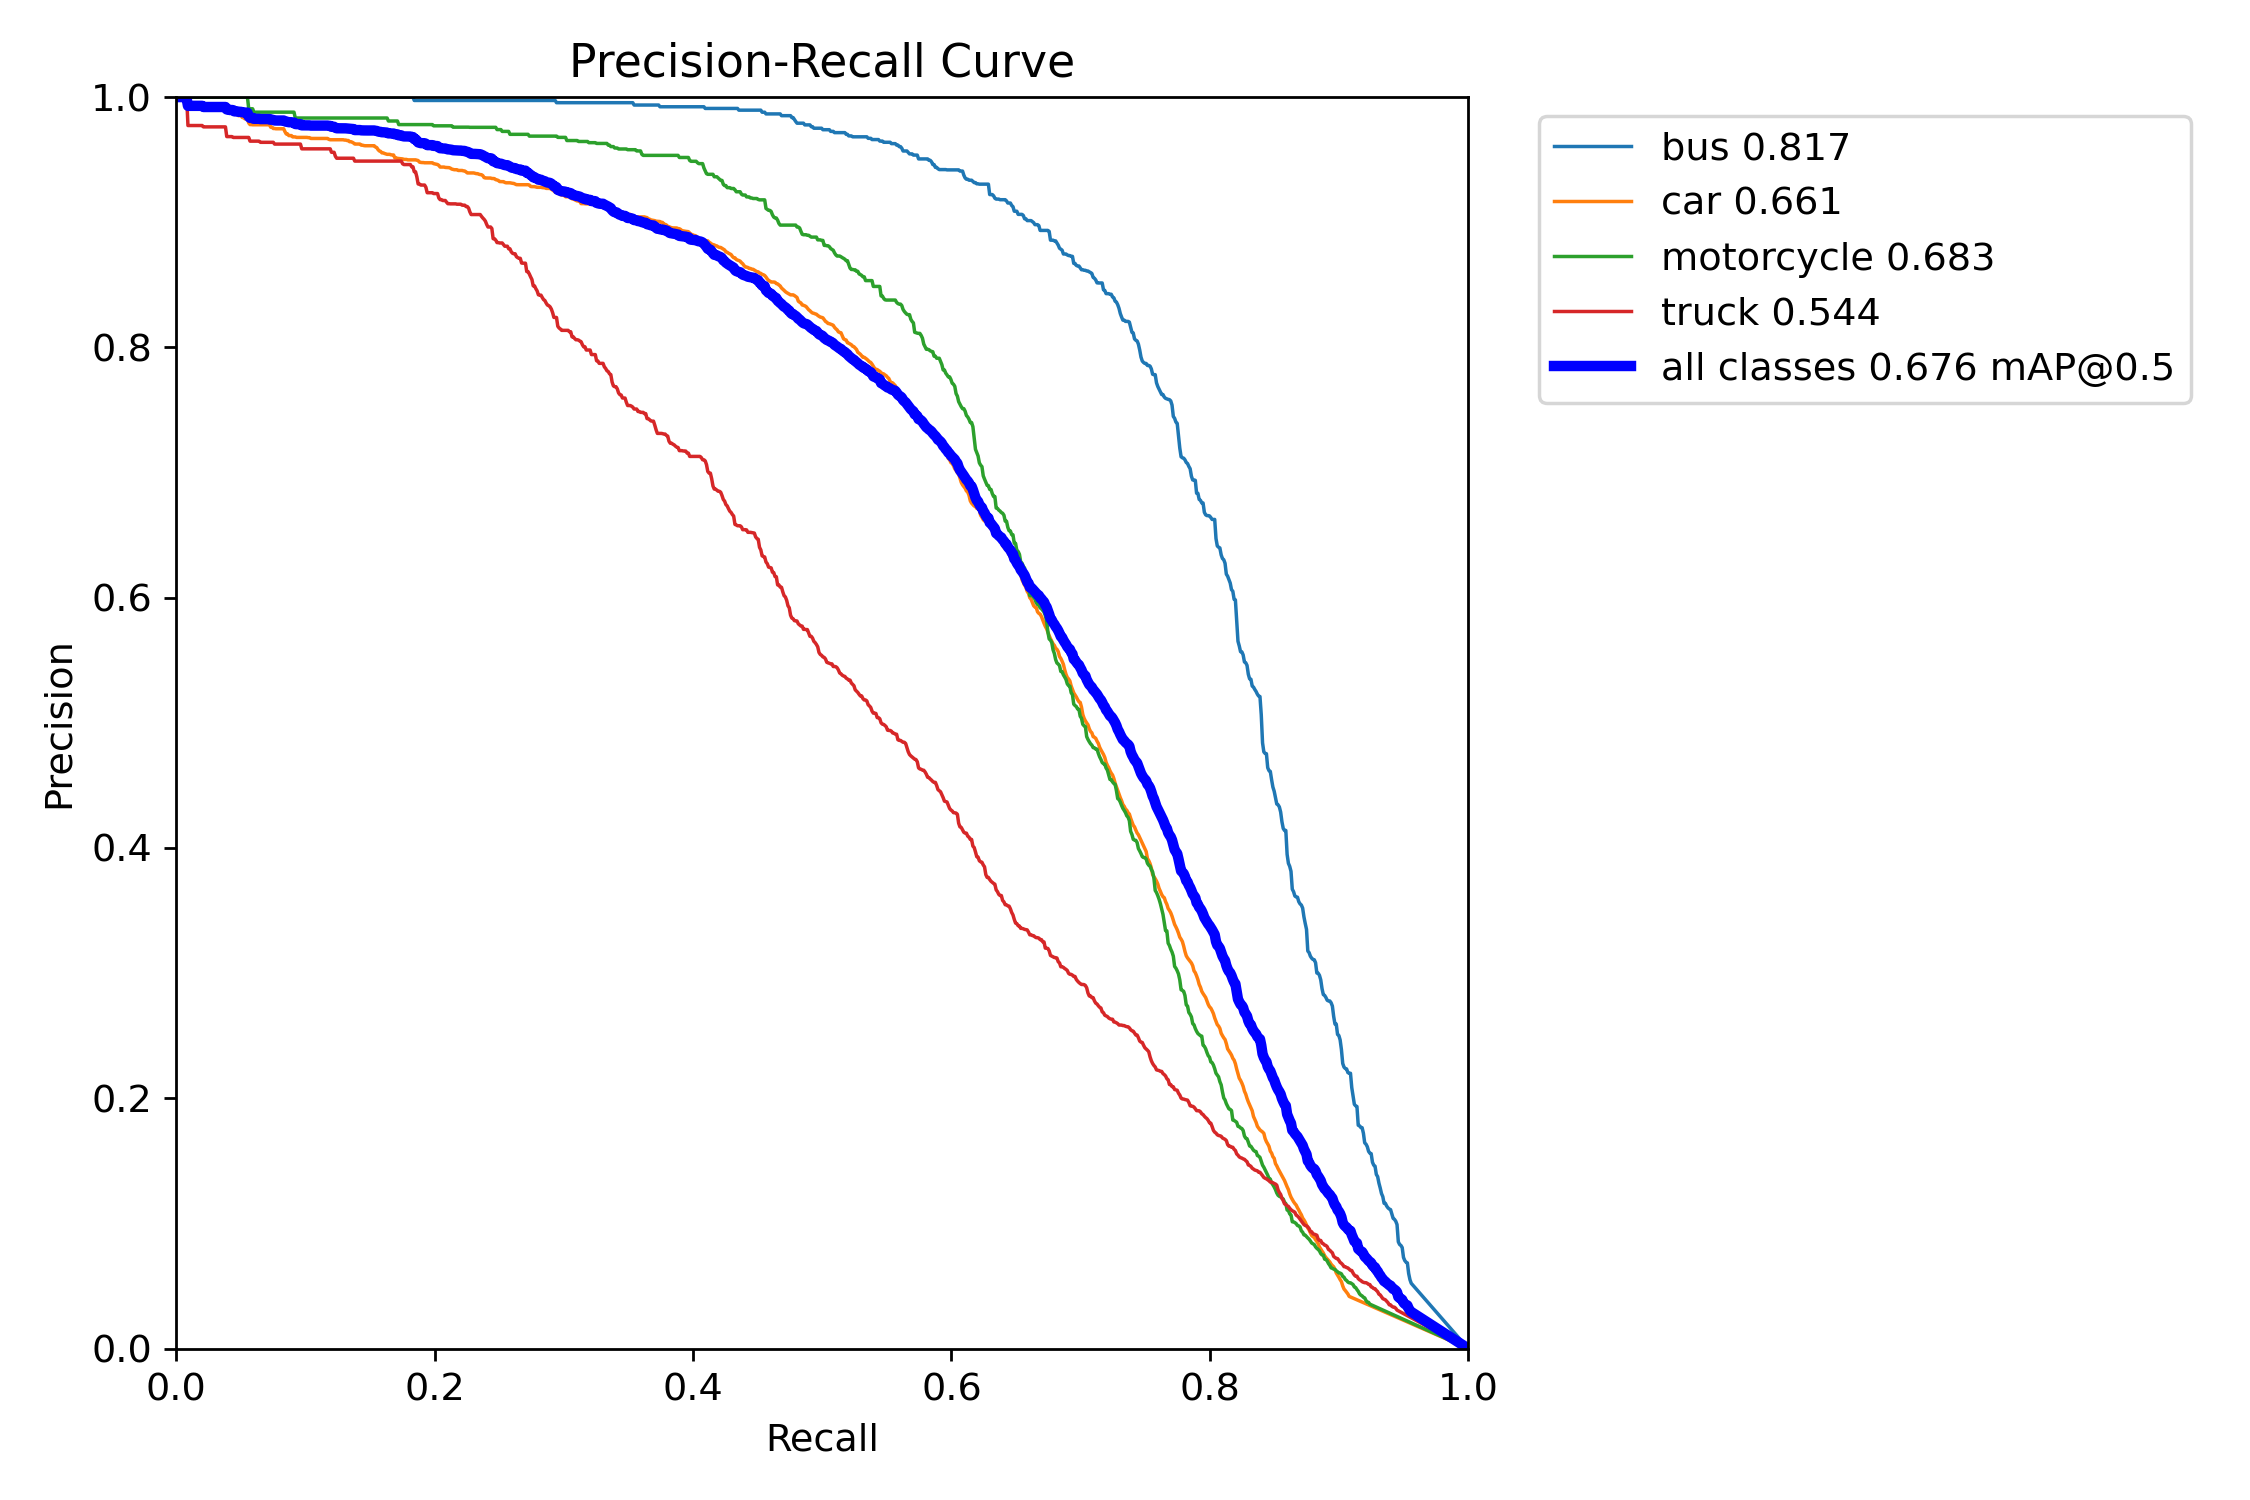 Precision-Recall Curve
1.0
0.8
0.6
0.4
0.2
0.0
Precision
0.0 0.2 0.4 0.6 0.8 1.0
Recall
bus 0.817
car 0.661
motorcycle 0.683
truck 0.544
all classes 0.676 mAP@0.5